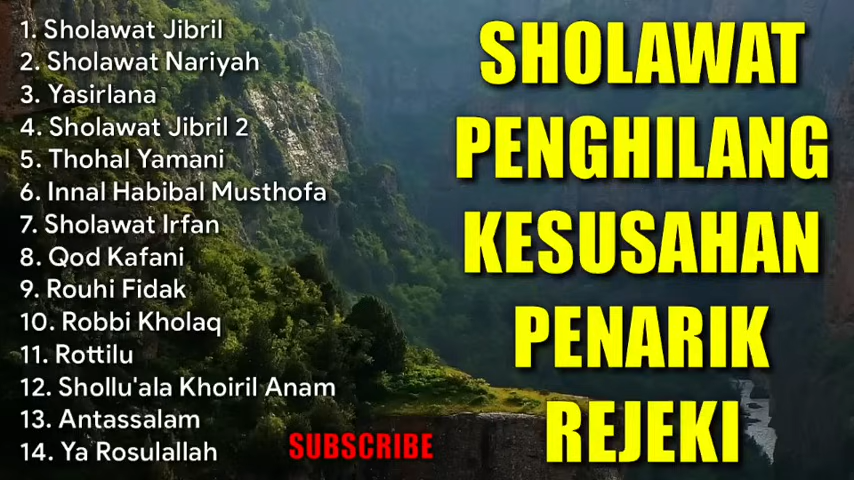 1. Sholawat Jibril
2. Sholawat Nariyah
3. Yasirlana
4. Sholawat Jibril 2
5. Thohal Yamani
6. Innal Habibal Musthofa
7. Sholawat Irfan
8. Qod Kafani
9. Rouhi Fidak
10. Robbi Kholaq
11. Rottilu
12. Shollu'ala Khoiril Anam
13. Antassalam
14. Ya Rosulallah
SUBSCRIBE
SHOLAWAT
PENGHILANG
KESUSAHAN
PENARIK
REJEKI